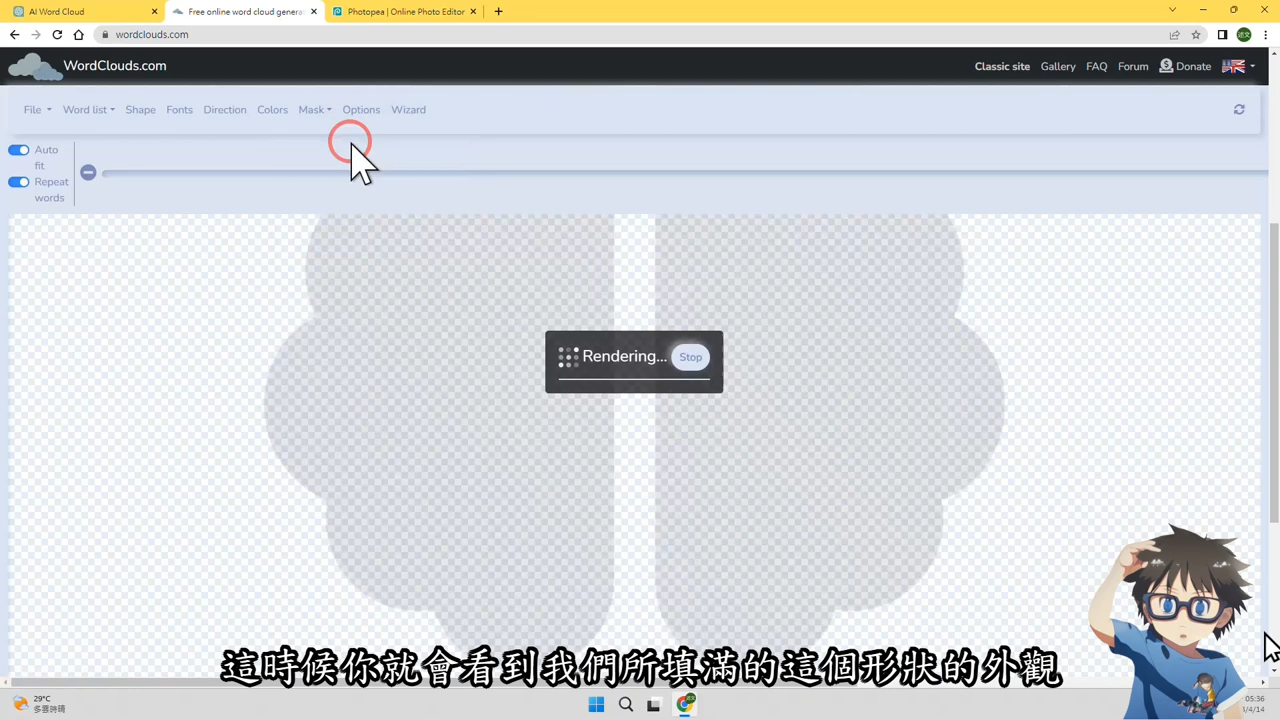 AI Word Cloud
Free online word cloud genera
Photopea | Online Photo Editor
wordclouds.com
WordClouds.com
Classic site
Gallery
FAQ
Forum
Donate
File
Word list
Shape
Fonts
Direction
Colors
Mask
Options
Wizard
Auto
fit
Repeat
words
Rendering...
Stop
這時候你就會看到我們所填滿的這個形狀的外觀
29°C
多雲時晴
05:36
/4/14